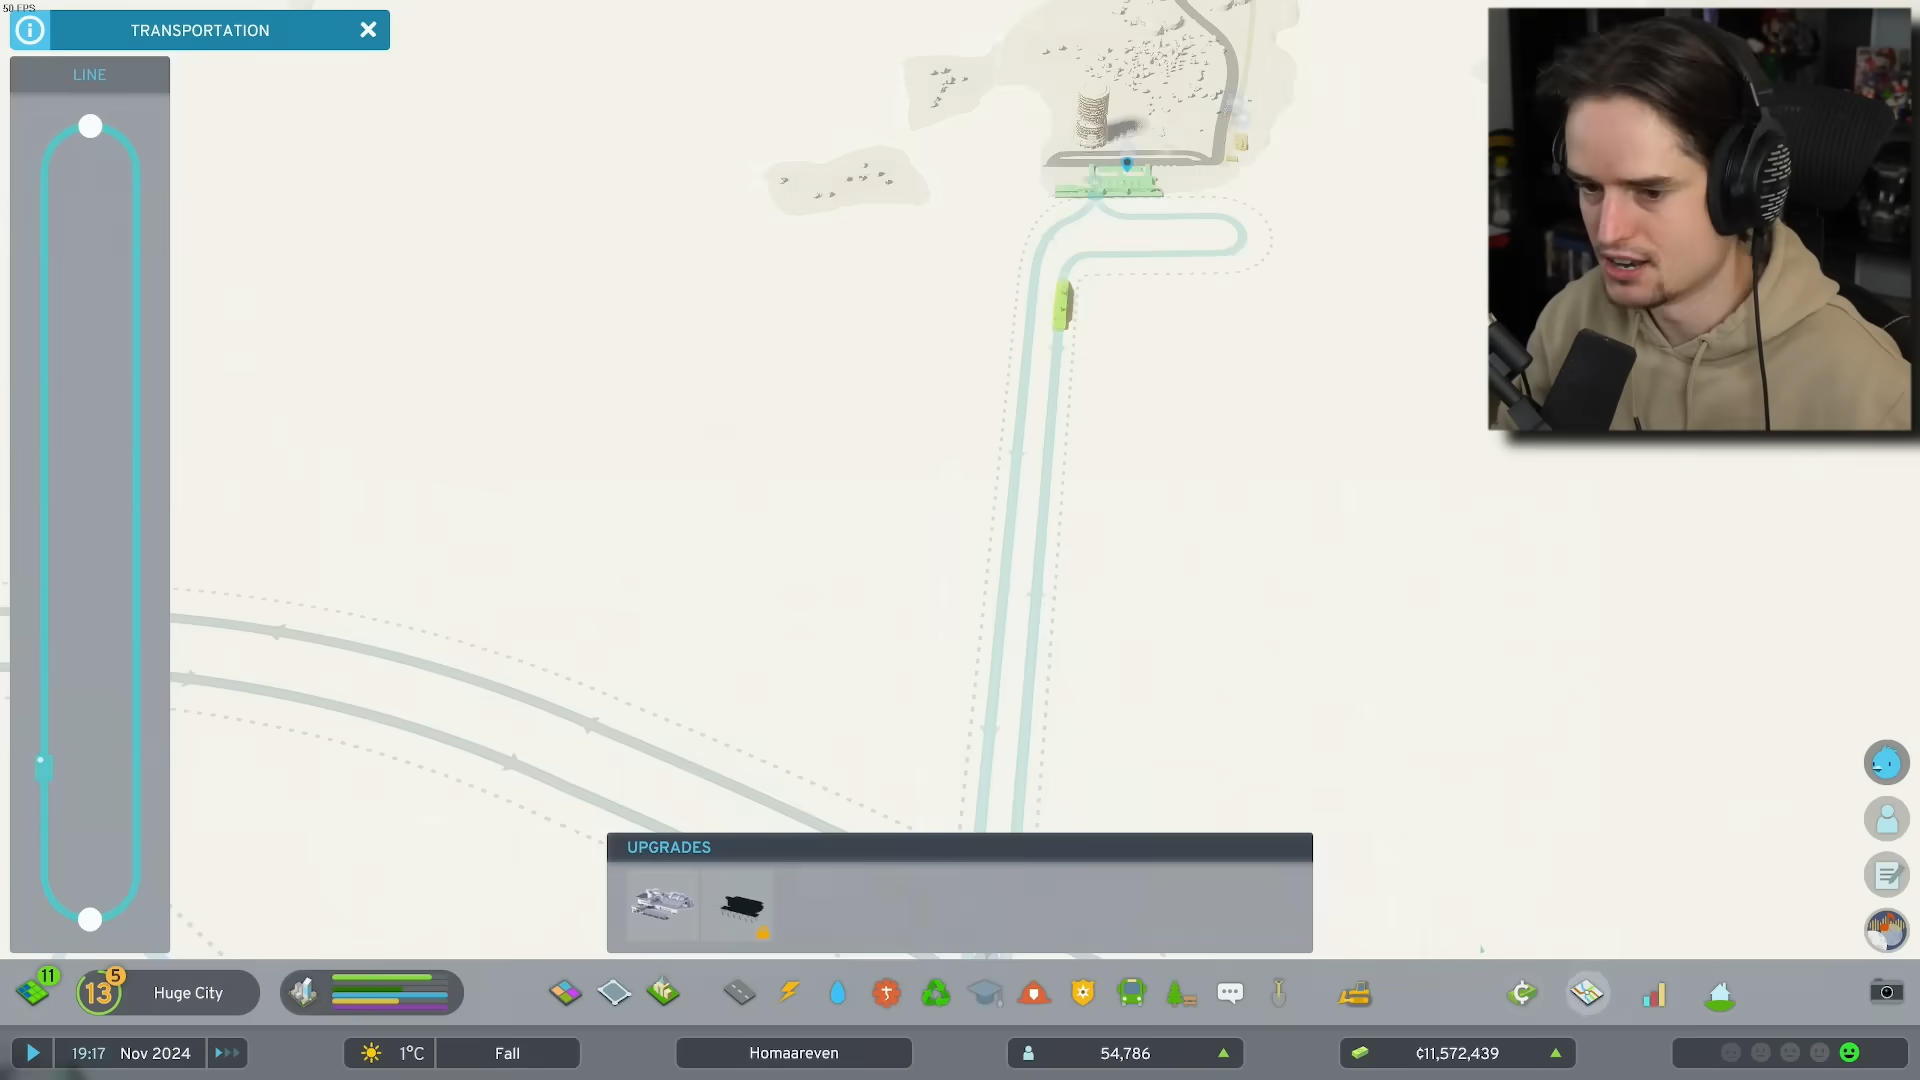 50 FPS
TRANSPORTATION
LINE
UPGRADES
11
13
5
Huge City
19:17 Nov 2024
1°C
Fall
Homaareven
54,786
¢11,572,439